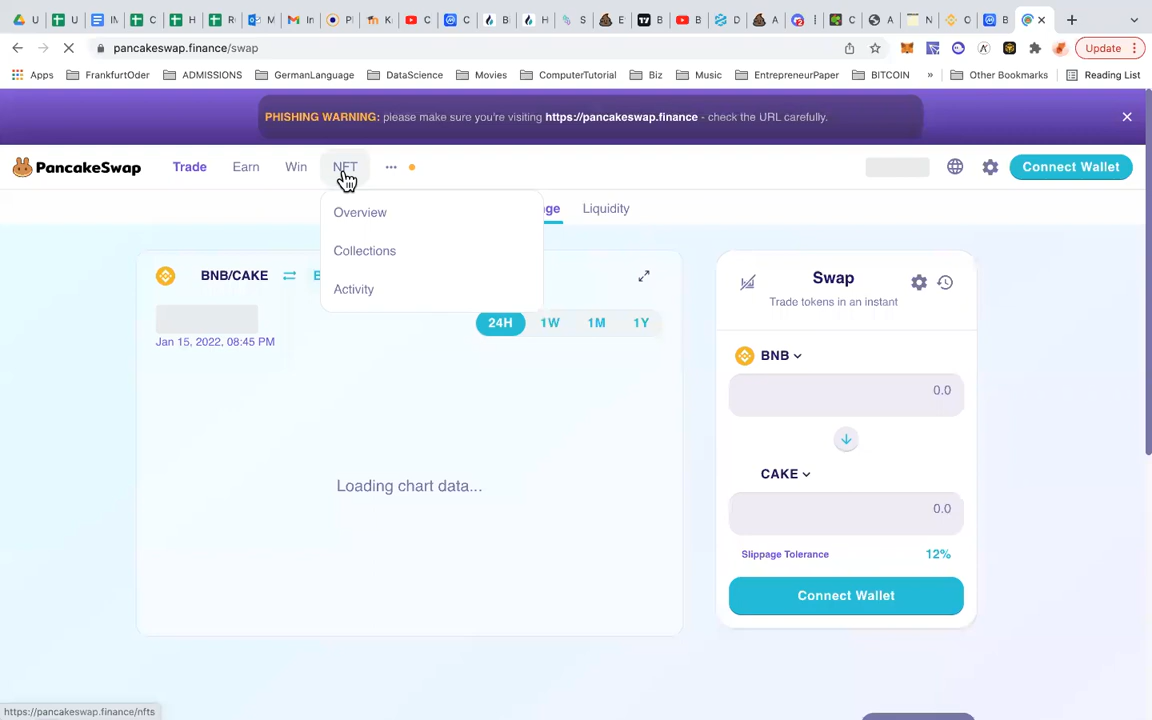 U
U
IM
C
H
R
M
In
Pl
K
C
C
B
H
S
E
B
D
A
C
A
N
C
B
pancakeswap.finance/swap
Update
Apps
FrankfurtOder
ADMISSIONS
GermanLanguage
DataScience
Movies
ComputerTutorial
Biz
Music
EntrepreneurPaper
BITCOIN
»
Other Bookmarks
Reading List
PHISHING WARNING: please make sure you're visiting https://pancakeswap.finance - check the URL carefully.
PancakeSwap
Trade
Earn
Win
NFT
Connect Wallet
Overview
Collections
Activity
nge
Liquidity
BNB/CAKE
B
24H
1W
1M
1Y
Jan 15, 2022, 08:45 PM
Loading chart data...
Swap
Trade tokens in an instant
BNB
0.0
CAKE
0.0
Slippage Tolerance
12%
Connect Wallet
https://pancakeswap.finance/nfts